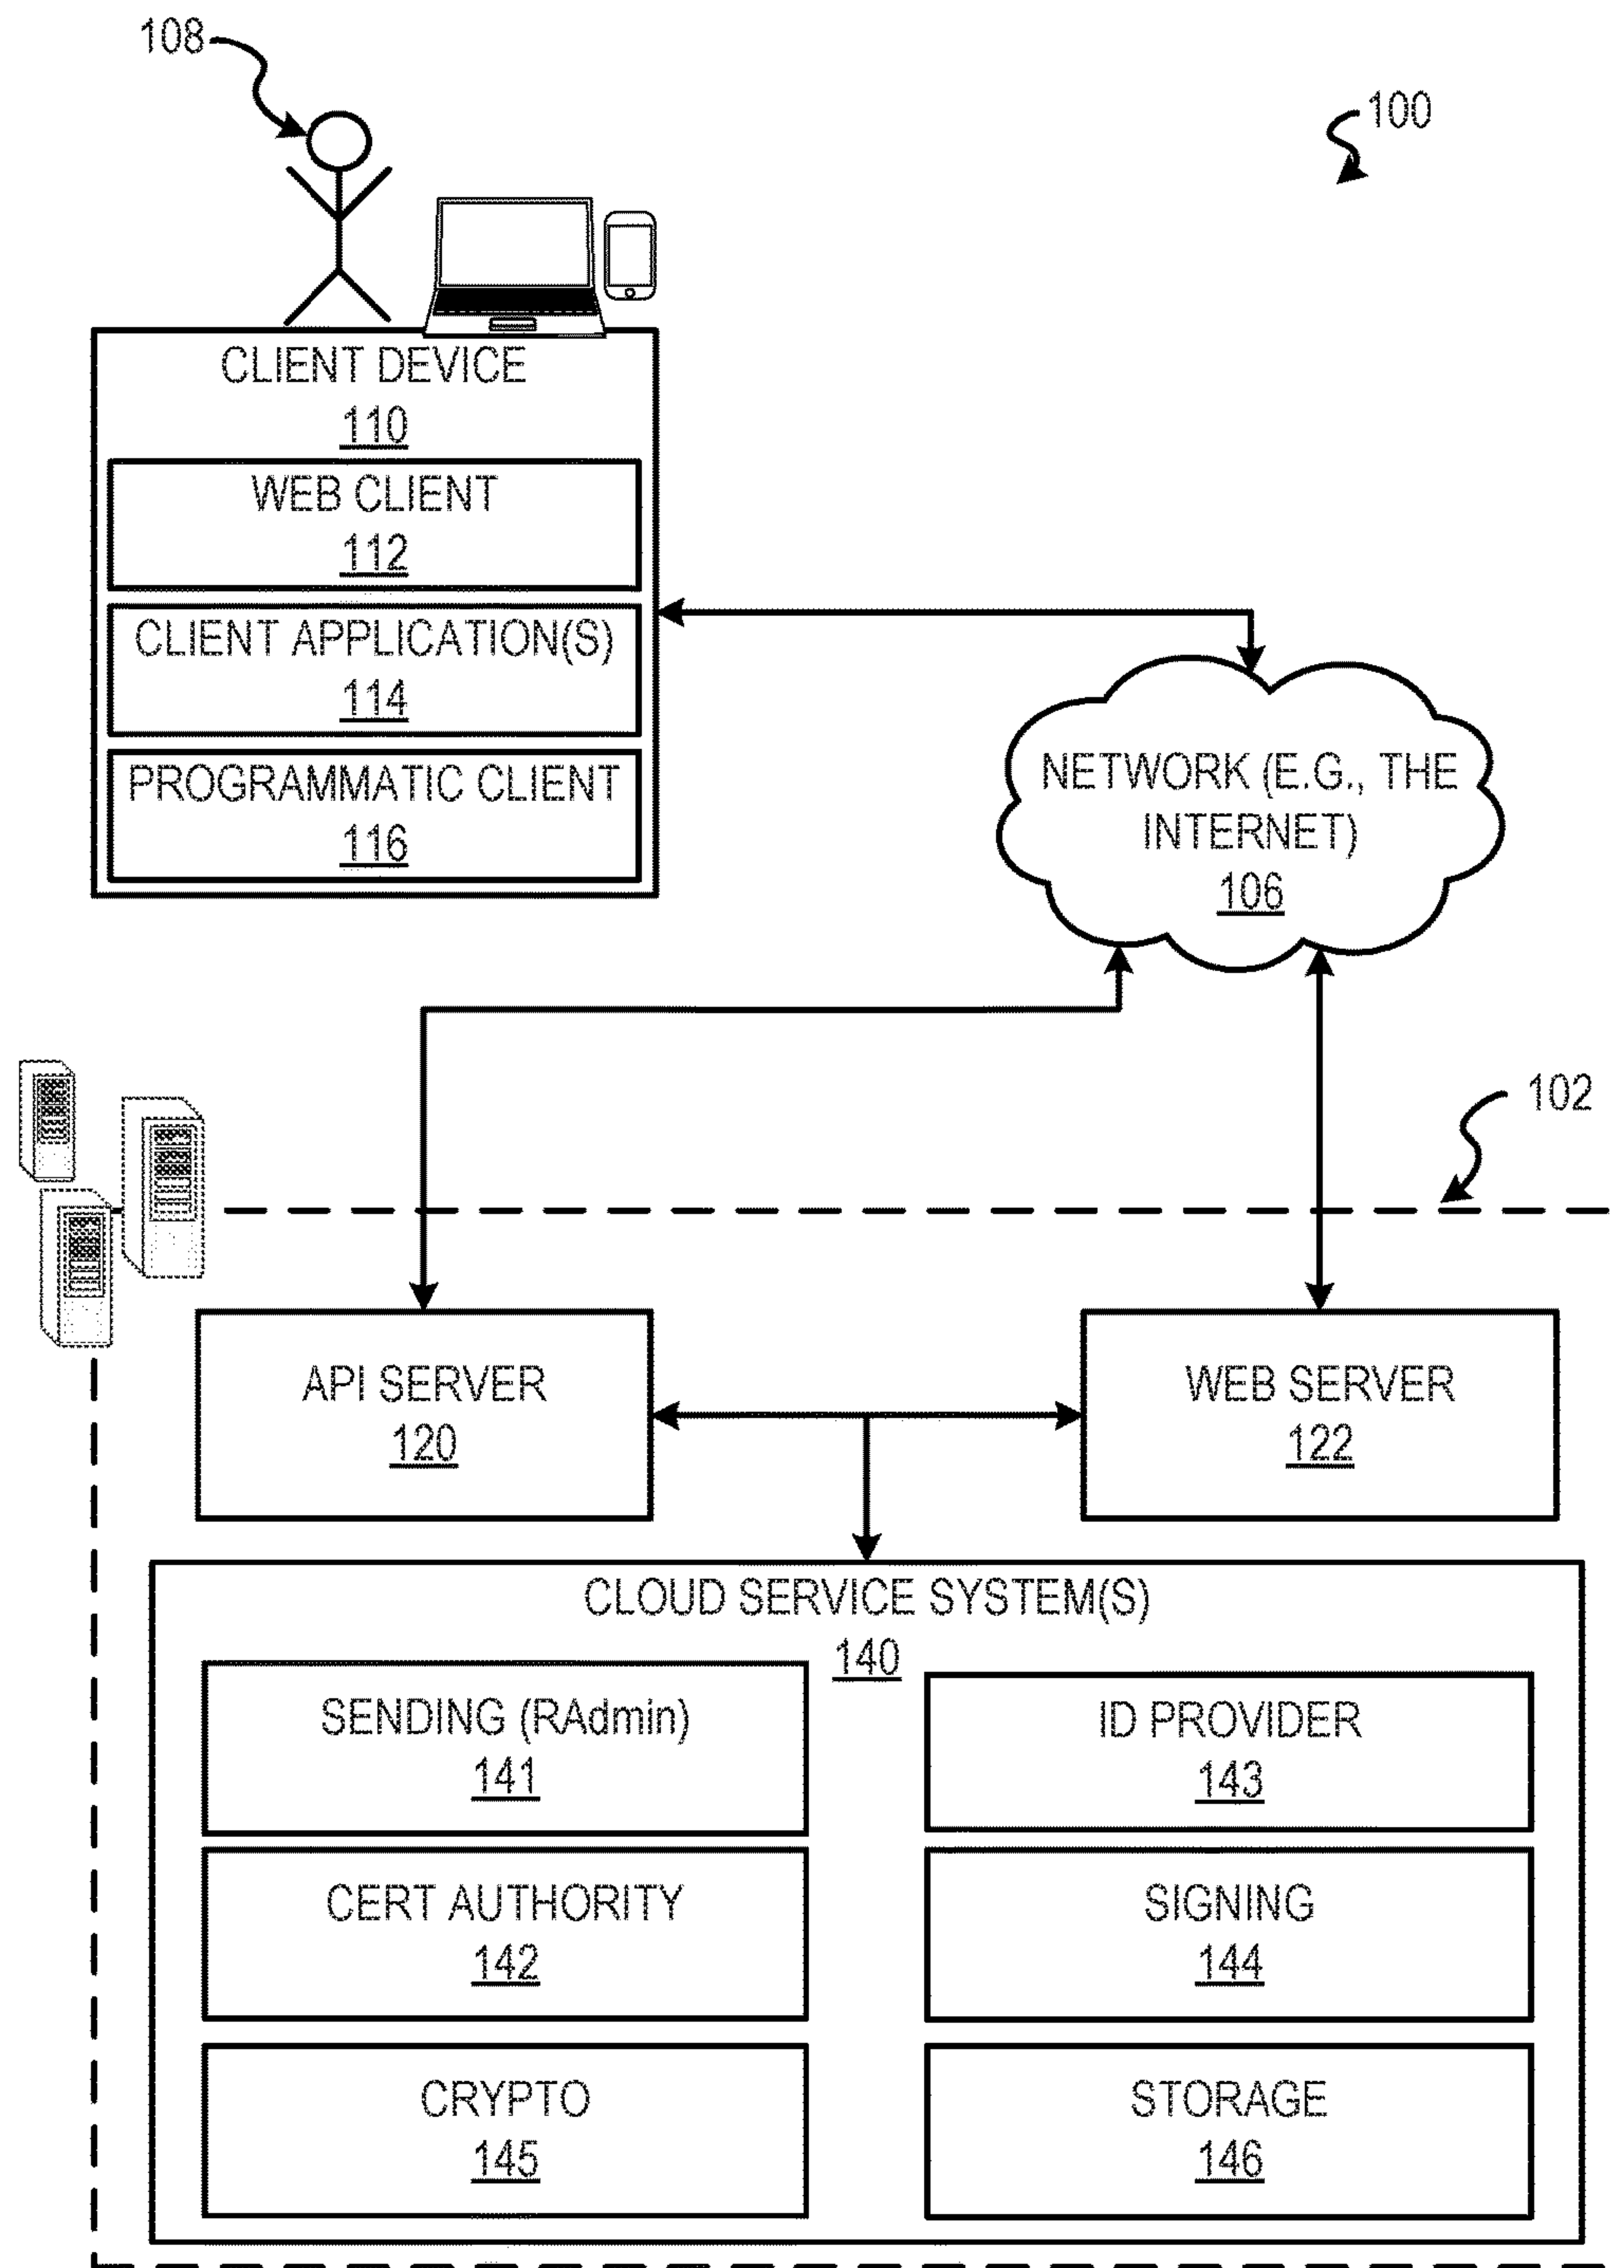 108
100
CLIENT DEVICE
110
WEB CLIENT
112
CLIENT APPLICATION(S)
114
PROGRAMMATIC CLIENT
116
NETWORK (E.G., THE
INTERNET)
106
102
API SERVER
120
WEB SERVER
122
CLOUD SERVICE SYSTEM(S)
140
SENDING (RAdmin)
141
ID PROVIDER
143
CERT AUTHORITY
142
SIGNING
144
CRYPTO
145
STORAGE
146